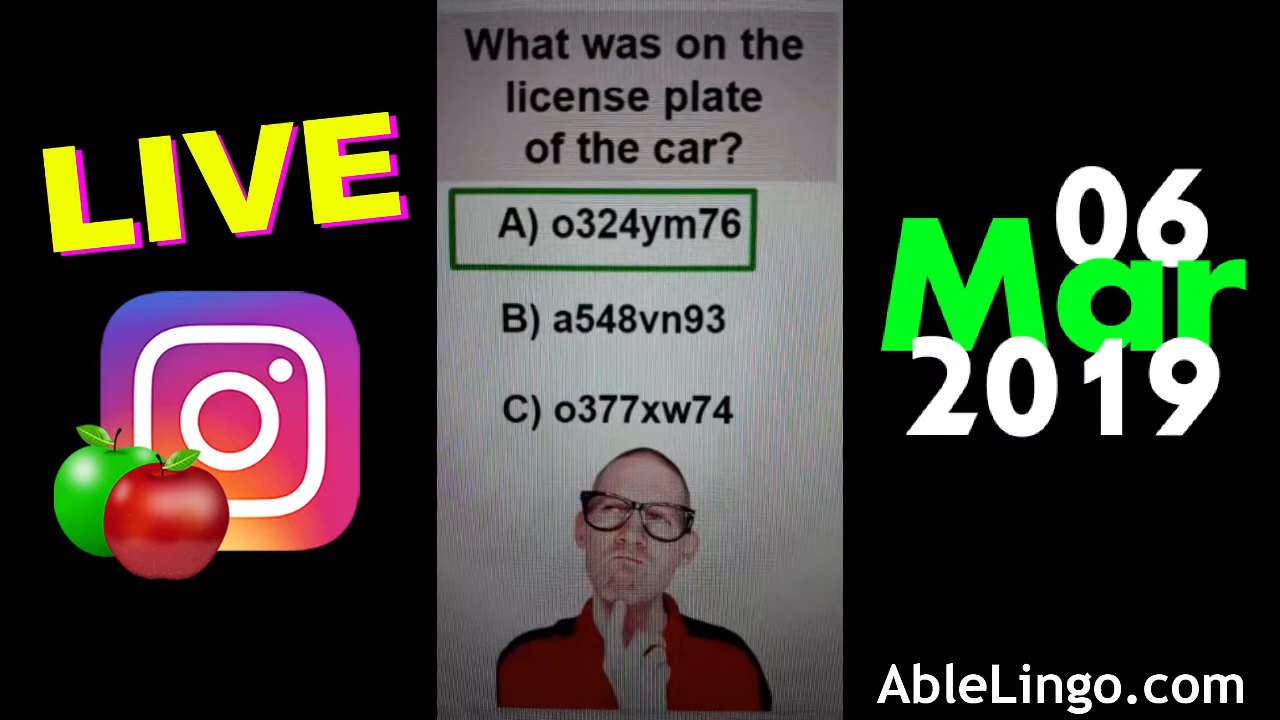 LIVE
What was on the
license plate
of the car?
A) o324ym76
B) a548vn93
C) o377xw74
06
Mar
2019
AbleLingo.com